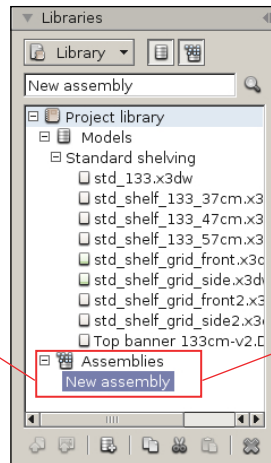 Libraries
Library
New assembly
Project library
Models
Standard shelving
std_133.x3dw
std_shelf_133_37cm.x3
std_shelf_133_47cm.x3
std_shelf_133_57cm.x3
std_shelf_grid_front.x3d
std_shelf_grid_side.x3d
std_shelf_grid_front2.x3
std_shelf_grid_side2.x3
Top banner 133cm-v2.D
Assemblies
New assembly